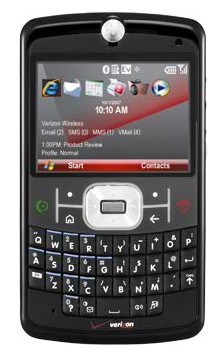 10/10/2007
10:10 AM
Verizon Wireless
Email (2) SMS (0) MMS (1) VMail (4)
1:00PM: Product Review
Profile: Normal
Start Contacts
Q W E R T Y U I O P
A S D F G H J K L
Z X C V B N M
verizon